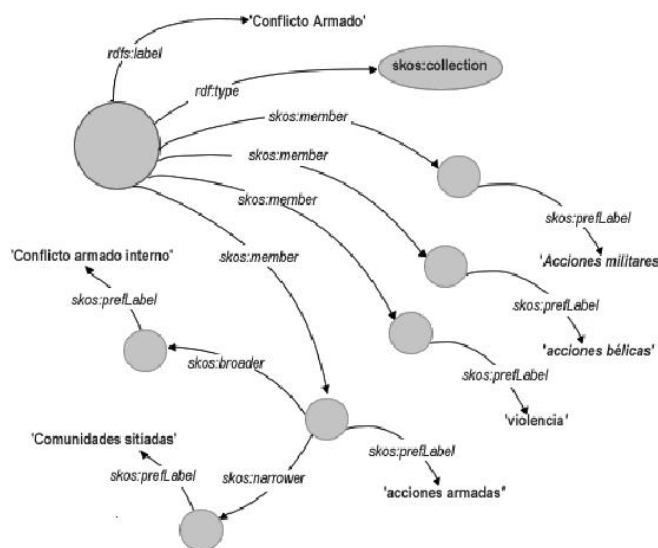 'Conflicto Armado'
rdfs:label
skos:collection
rdf:type
skos:member
skos:member
skos:member
skos:prefLabel
skos:member
'Conflicto armado interno"
'Acciones militares
skos:prefLabel
skos:prefLabel
'acciones bélicas"
skos:broader
skos:prefLabel
'violencia'
'Comunidades sitiadas'
skos:prefLabel
skos:prefLabel
skos:narrower
'acciones armadas"